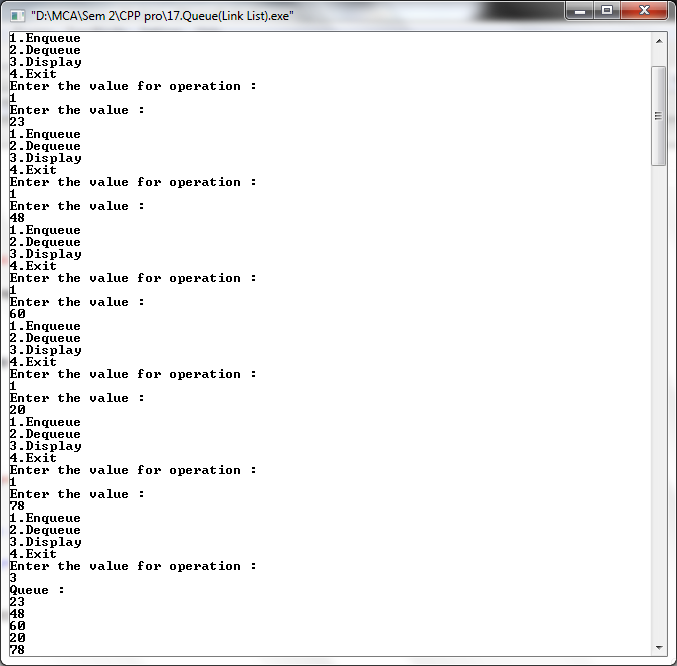 "D:\MCA\Sem 2\CPP pro\17.Queue(Link List).exe"
1.Enqueue
2.Dequeue
3.Display
4.Exit
Enter the value for operation :
1
Enter the value :
23
1.Enqueue
2.Dequeue
3.Display
4.Exit
Enter the value for operation :
1
Enter the value :
48
1.Enqueue
2.Dequeue
3.Display
4.Exit
Enter the value for operation :
1
Enter the value :
60
1.Enqueue
2.Dequeue
3.Display
4.Exit
Enter the value for operation :
1
Enter the value :
20
1.Enqueue
2.Dequeue
3.Display
4.Exit
Enter the value for operation :
1
Enter the value :
78
1.Enqueue
2.Dequeue
3.Display
4.Exit
Enter the value for operation :
3
Queue :
23
48
60
20
78